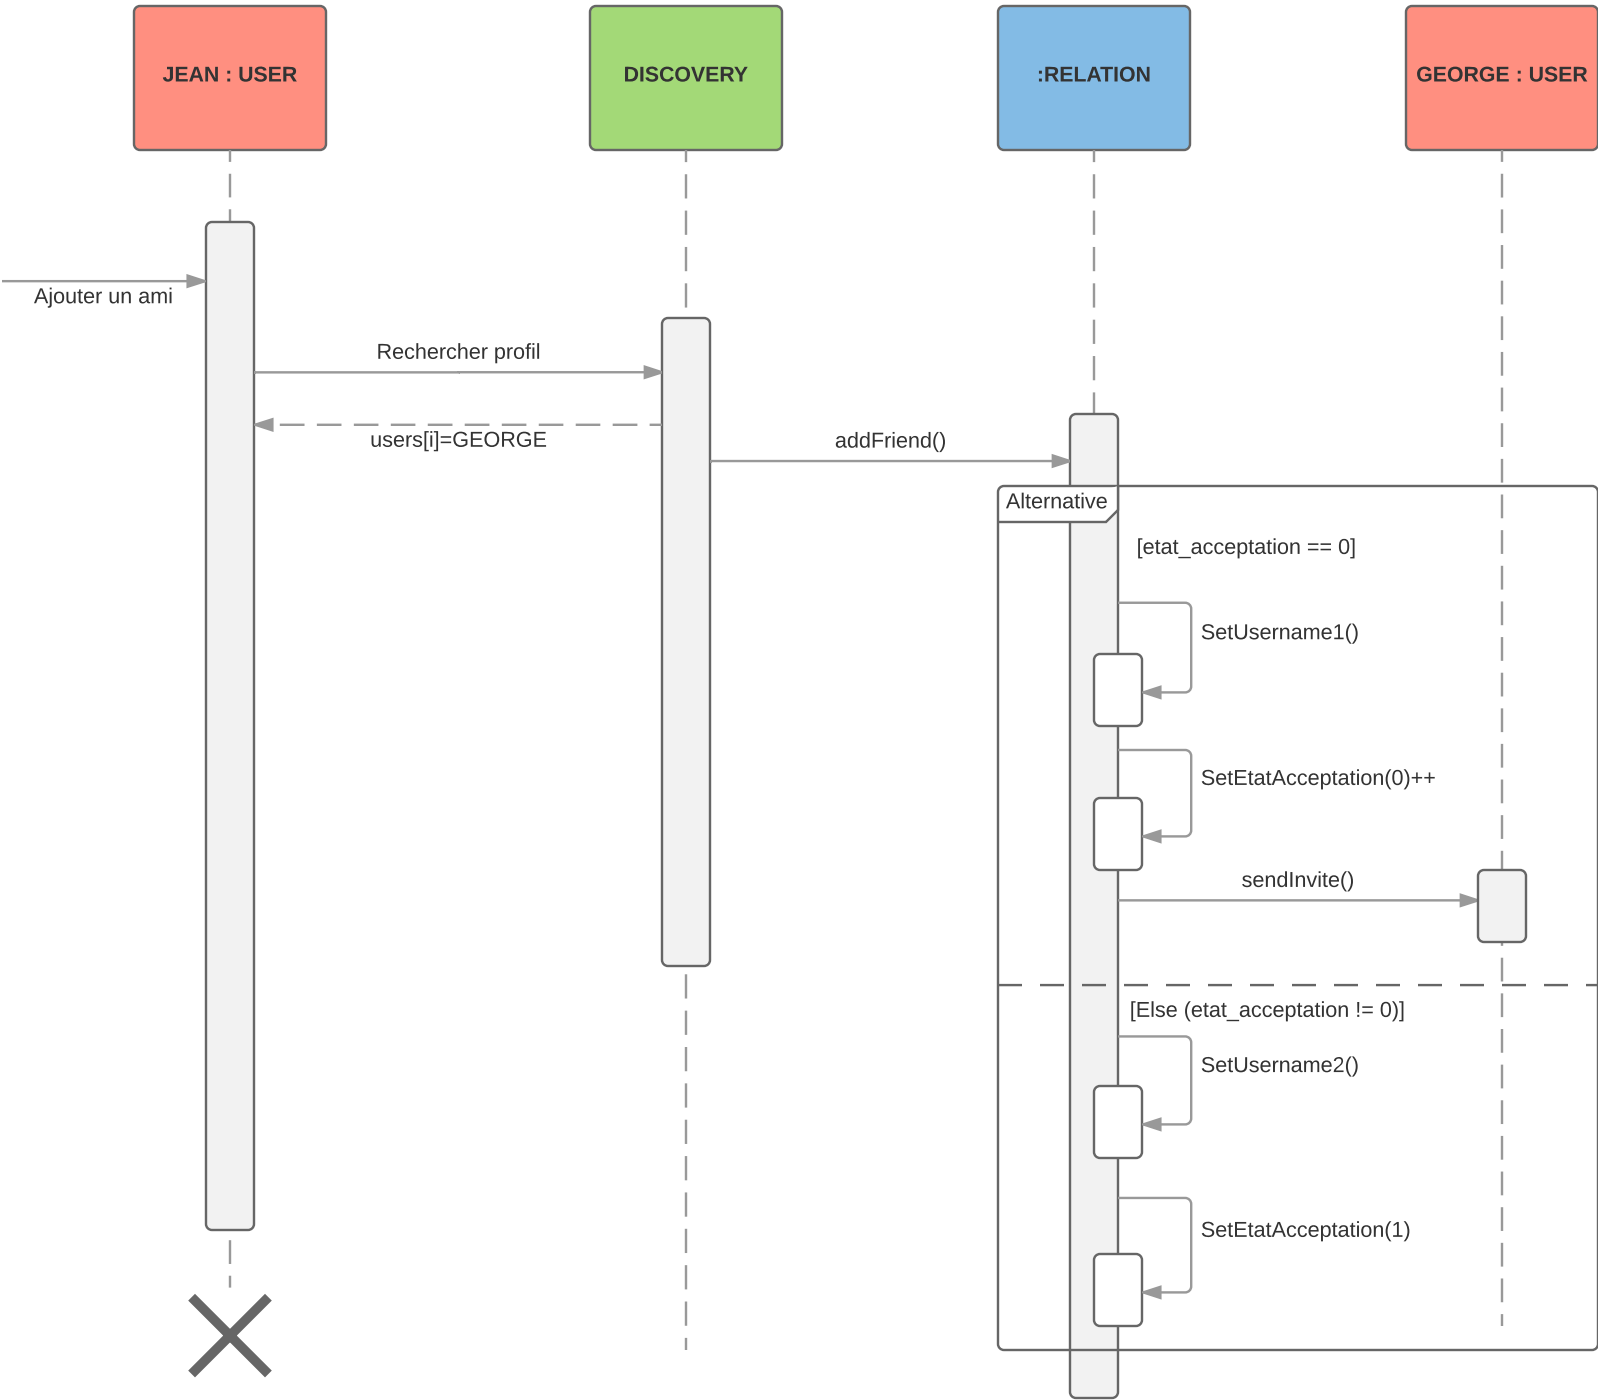 JEAN : USER
DISCOVERY
:RELATION
GEORGE : USER
Ajouter un ami
Rechercher profil
users[i]=GEORGE
addFriend()
Alternative
[etat_acceptation == 0]
SetUsername1()
SetEtatAcceptation(0)++
sendInvite()
[Else (etat_acceptation != 0)]
SetUsername2()
SetEtatAcceptation(1)